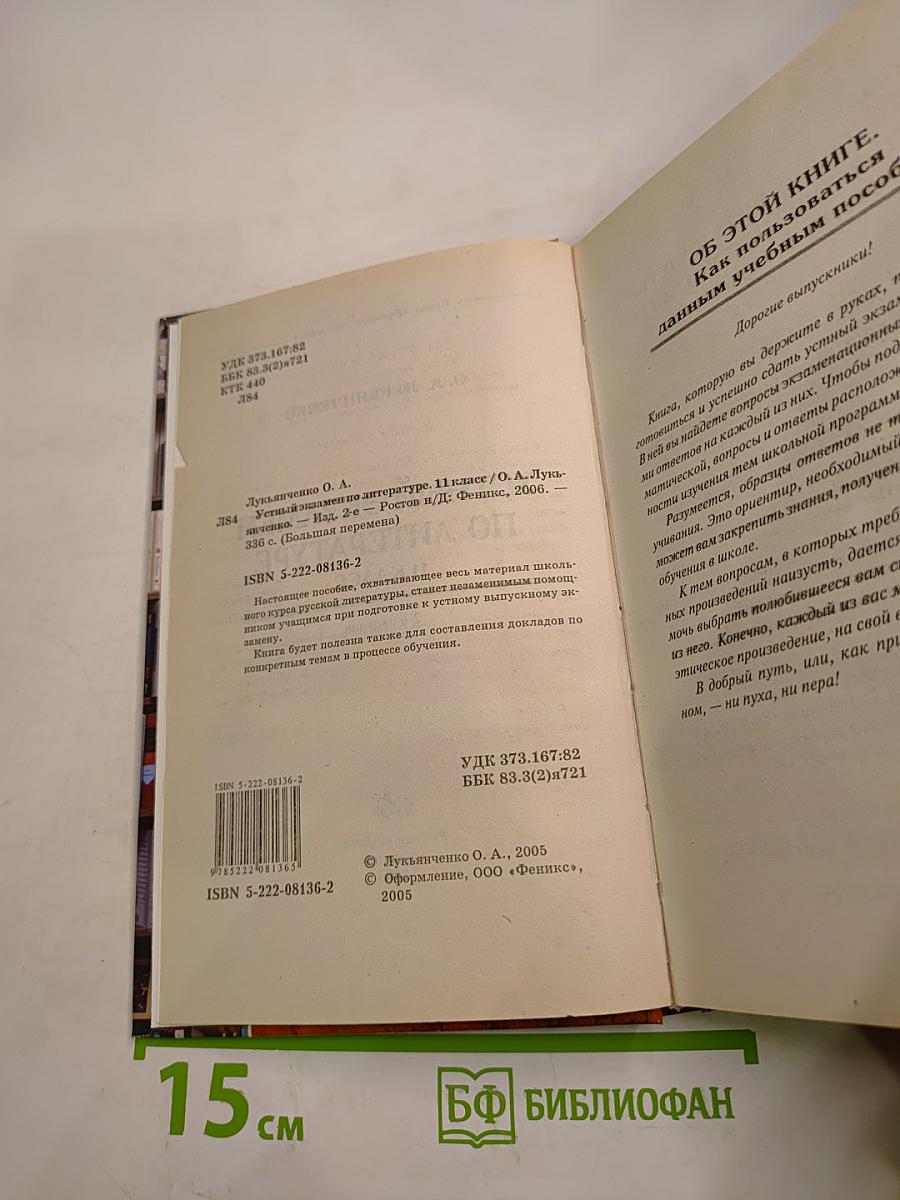 УДК 373.167:82
ББК 83.3(2)я721
КТК 440
Л84
Лукьянченко О. А.
Л84 Устный экзамен по литературе. 11 класс / О. А. Лукь-
янченко. — Изд. 2-е — Ростов н/Д: Феникс, 2006. —
336 с. (Большая перемена)
ISBN 5-222-08136-2
Настоящее пособие, охватывающее весь материал школь-
ного курса русской литературы, станет незаменимым помощ-
ником учащимся при подготовке к устному выпускному эк-
замену.
Книга будет полезна также для составления докладов по
конкретным темам в процессе обучения.
УДК 373.167:82
ББК 83.3(2)я721
ISBN 5-222-08136-2
9 785222 081365
ISBN 5-222-08136-2
© Лукьянченко О. А., 2005
© Оформление, ООО «Феникс»,
2005
ОБ ЭТОЙ КНИГЕ.
Как пользоваться
данным учебным пособ
Дорогие выпускники!
Книга, которую вы держите в руках, п
готовиться и успешно сдать устный экзам
В ней вы найдете вопросы экзаменационных
ми ответов на каждый из них. Чтобы под
матической, вопросы и ответы расположе
ности изучения тем школьной программ
Разумеется, образцы ответов не т
учивания. Это ориентир, необходимый
может вам закрепить знания, получен
обучения в школе.
К тем вопросам, в которых треб
ных произведений наизусть, дается
мочь выбрать полюбившееся вам с
из него. Конечно, каждый из вас м
этическое произведение, на свой в
В добрый путь, или, как при
ном, — ни пуха, ни пера!
15 см
БФ БИБЛИОФАН